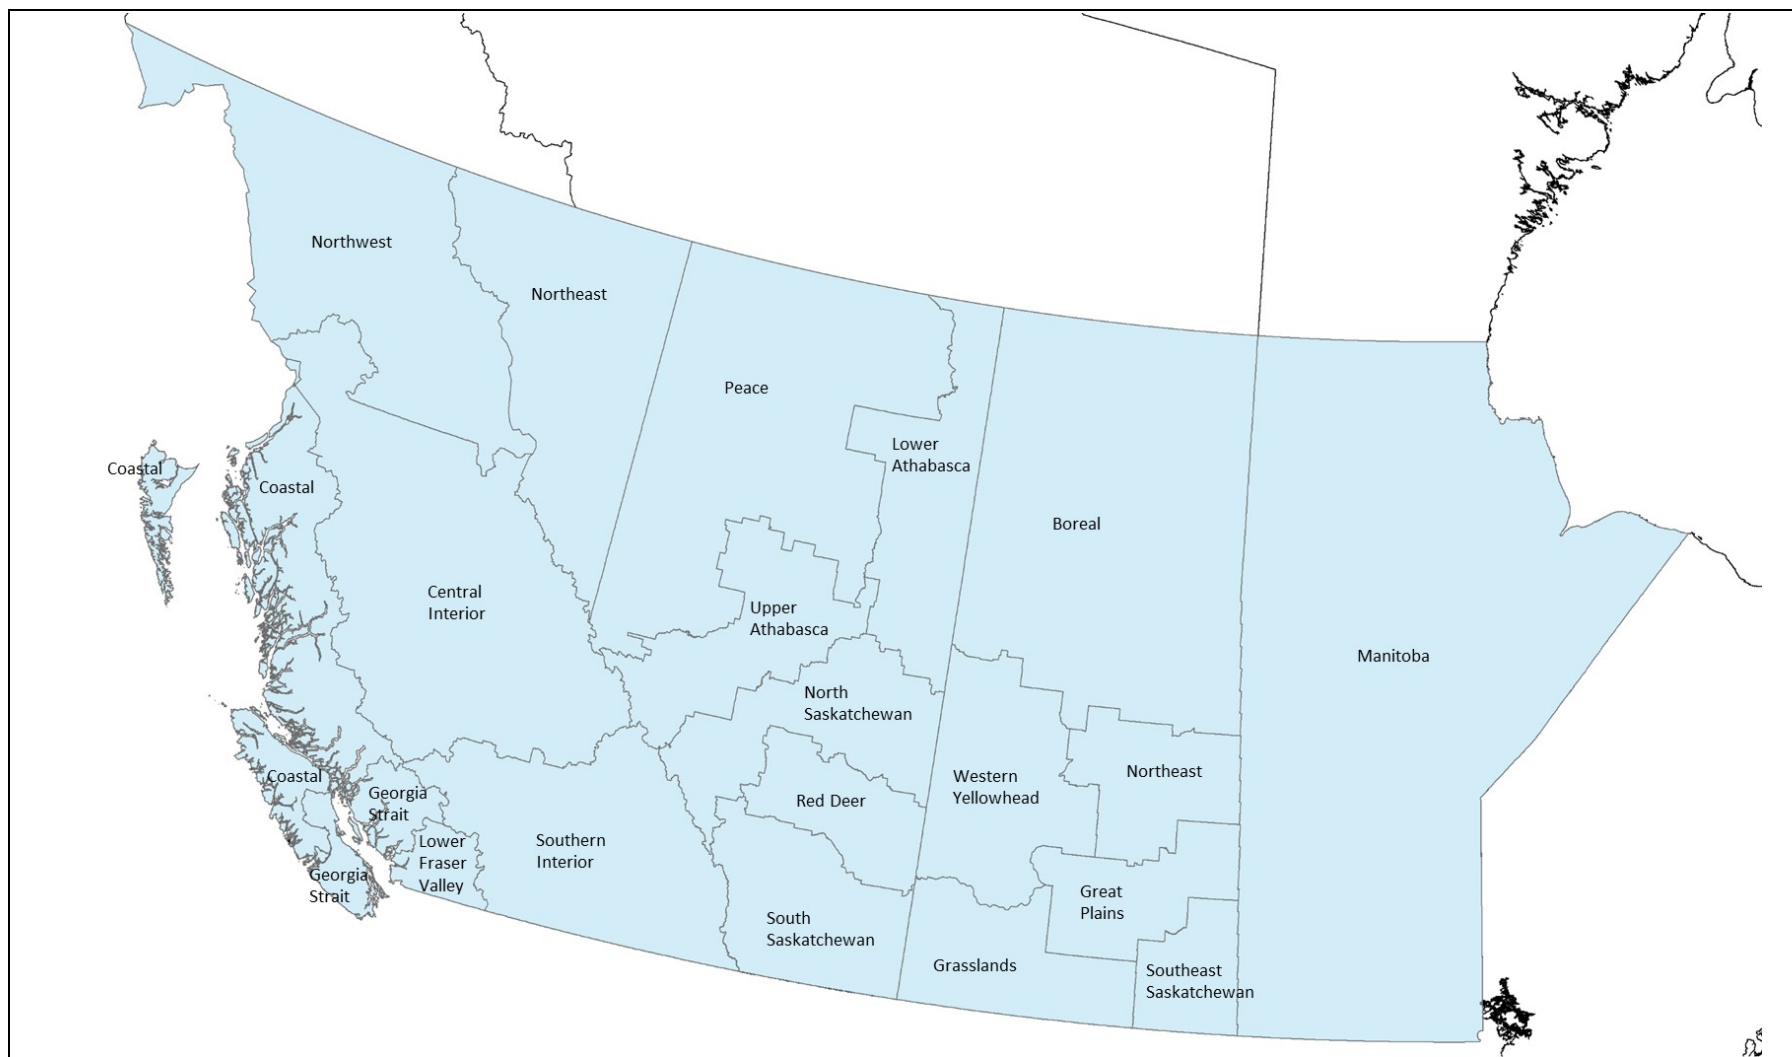 Northwest
Northeast
Peace
Lower
Athabasca
Coastal
Coastal
Boreal
Central
Interior
Upper
Athabasca
Manitoba
North
Saskatchewan
Coastal
Georgia
Strait
Western
Yellowhead
Northeast
Red Deer
Lower
Fraser
Valley
Southern
Interior
Georgia
Strait
Great
Plains
South
Saskatchewan
Grasslands
Southeast
Saskatchewan